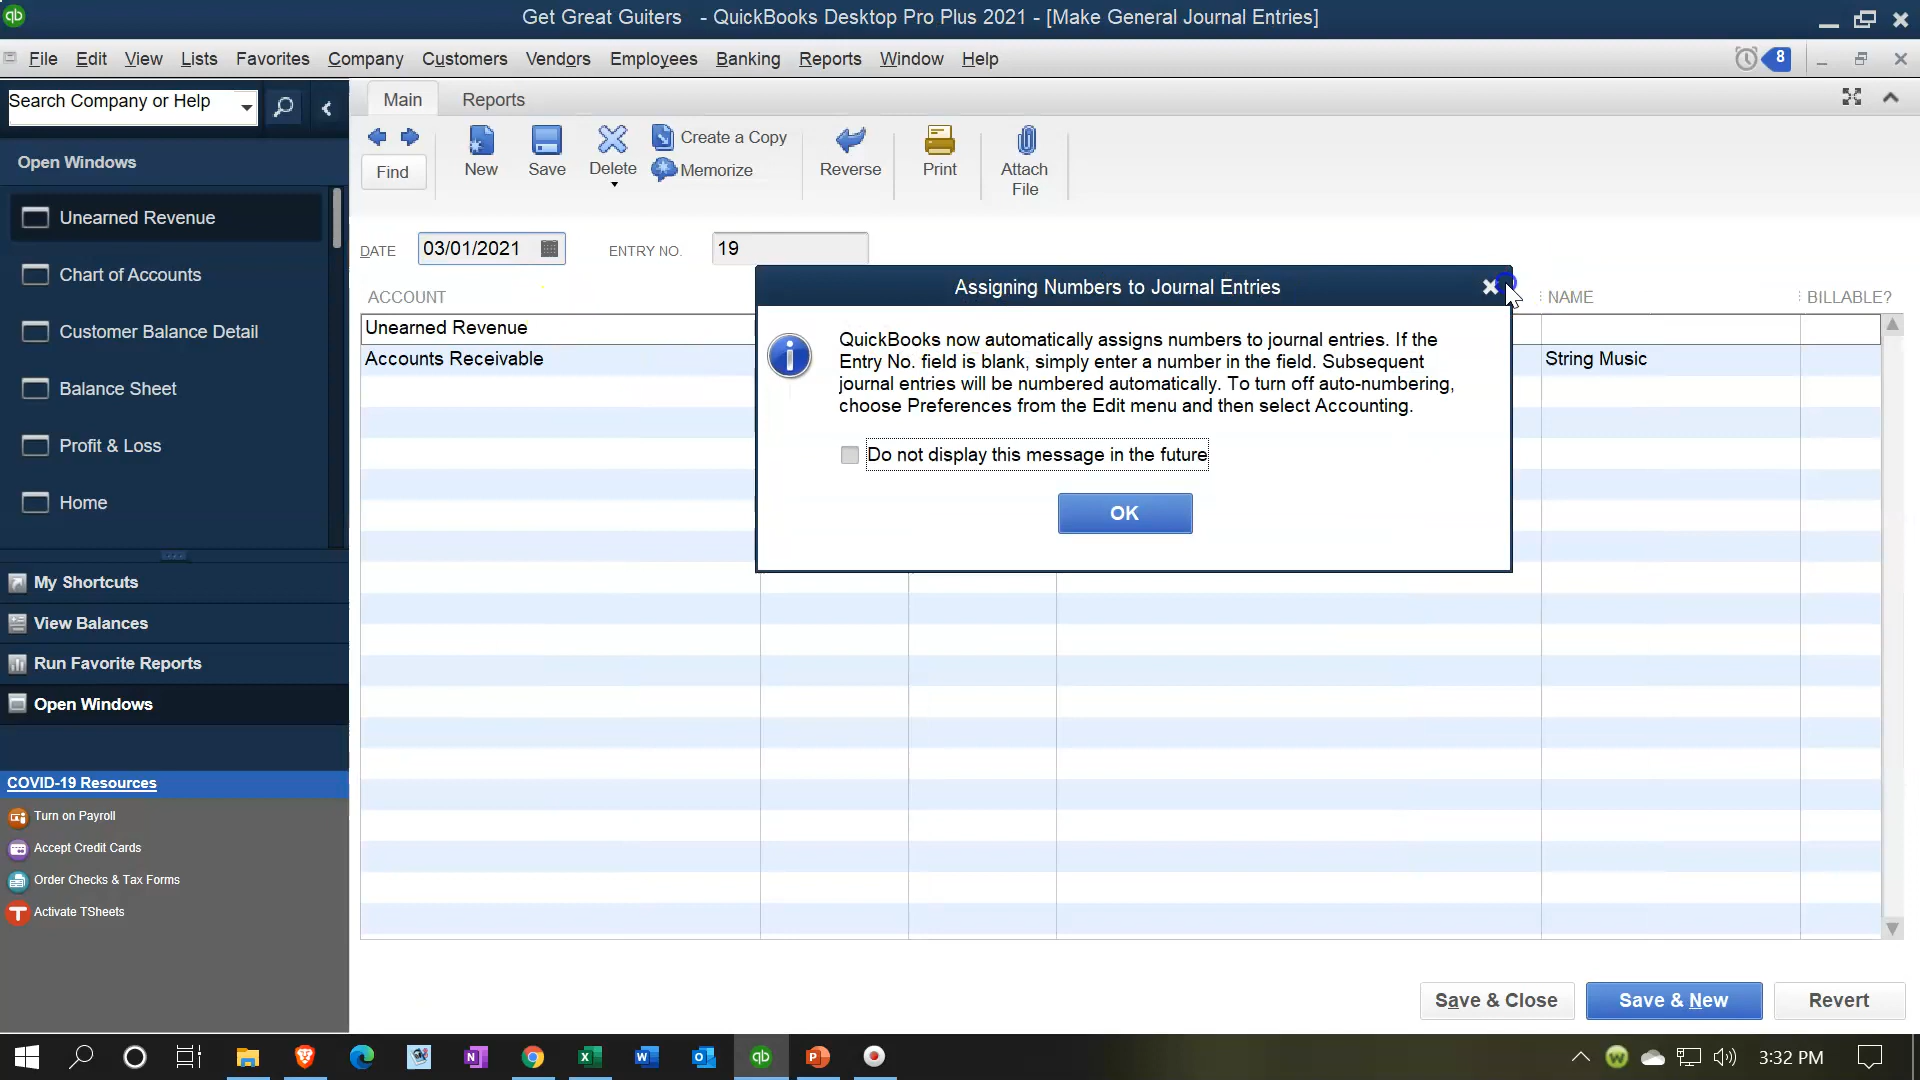 qb
Get Great Guiters - QuickBooks Desktop Pro Plus 2021 - [Make General Journal Entries]
File Edit View Lists Favorites Company Customers Vendors Employees Banking Reports Window Help
8
Search Company or Help
Main Reports
Find
New
Save
Delete
Create a Copy
Memorize
Reverse
Print
Attach
File
Open Windows
Unearned Revenue
Chart of Accounts
Customer Balance Detail
Balance Sheet
Profit & Loss
Home
My Shortcuts
View Balances
Run Favorite Reports
Open Windows
COVID-19 Resources
Turn on Payroll
Accept Credit Cards
Order Checks & Tax Forms
Activate TSheets
DATE 03/01/2021 ENTRY NO. 19
ACCOUNT NAME BILLABLE?
Unearned Revenue
Accounts Receivable String Music
Assigning Numbers to Journal Entries
QuickBooks now automatically assigns numbers to journal entries. If the
Entry No. field is blank, simply enter a number in the field. Subsequent
journal entries will be numbered automatically. To turn off auto-numbering,
choose Preferences from the Edit menu and then select Accounting.
Do not display this message in the future
OK
Save & Close Save & New Revert
3:32 PM